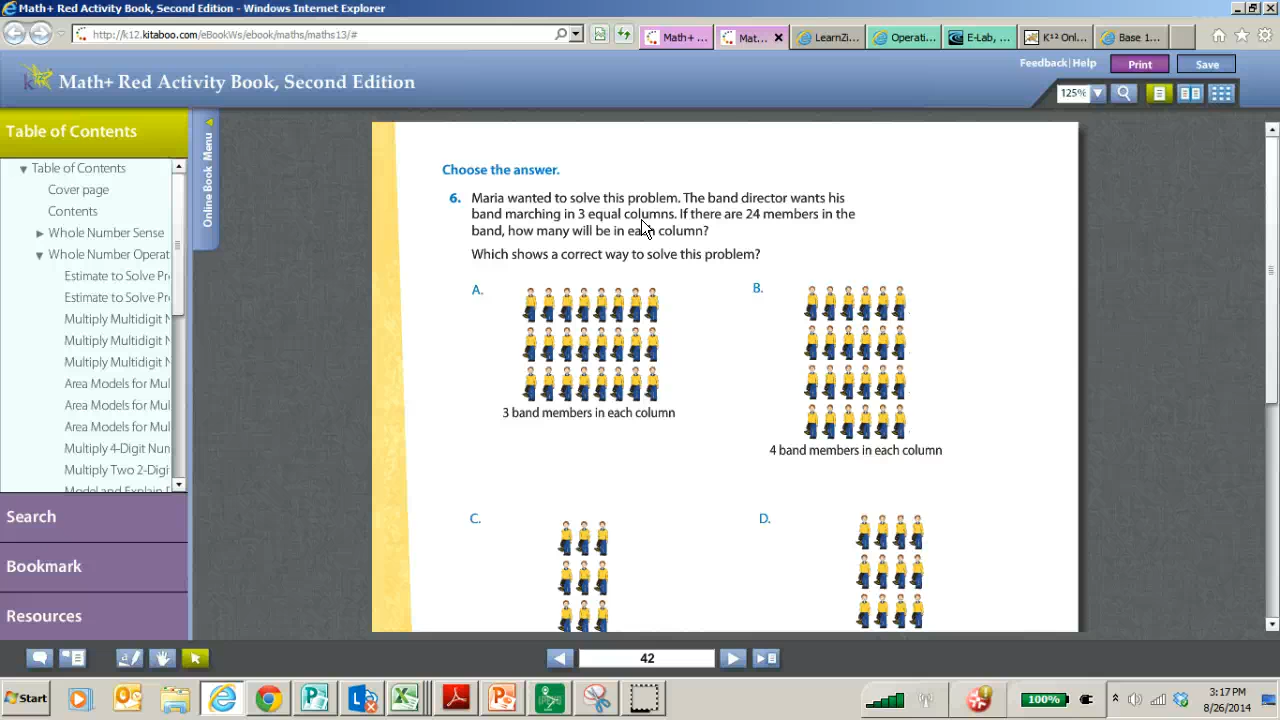 Math+ Red Activity Book, Second Edition - Windows Internet Explorer
http://k12.kitaboo.com/eBookWs/ebook/maths/maths13/#
Math+ ...
Mat...
LearnZi...
Operati...
E-Lab, ...
K¹² Onl...
Base 1...
Math+ Red Activity Book, Second Edition
Feedback|Help
Print
Save
125%
Table of Contents
Online Book Menu
Table of Contents
Cover page
Contents
Whole Number Sense
Whole Number Operat
Estimate to Solve Pr
Estimate to Solve Pr
Multiply Multidigit N
Multiply Multidigit N
Multiply Multidigit N
Area Models for Mul
Area Models for Mul
Area Models for Mul
Multiply 4-Digit Num
Multiply Two 2-Digi
Model and Explain
Search
Bookmark
Resources
Choose the answer.
6. Maria wanted to solve this problem. The band director wants his
band marching in 3 equal columns. If there are 24 members in the
band, how many will be in each column?
Which shows a correct way to solve this problem?
A.
B.
3 band members in each column
4 band members in each column
C.
D.
42
Start
100%
3:17 PM
8/26/2014